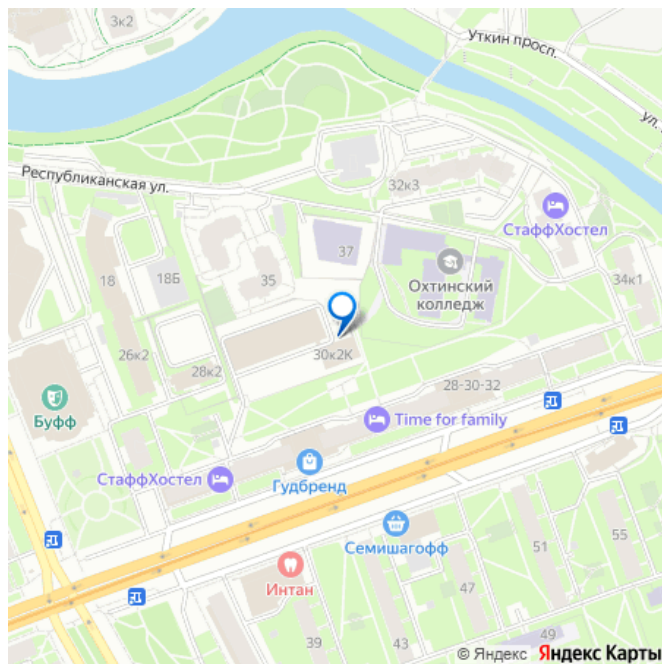 3к2
Уткин просп.
ул.
Республиканская ул.
32к3
СтаффХостел
37
Охтинский
колледж
18
18Б
35
34к1
30к2К
26к2
28к2
28-30-32
Буфф
Time for family
СтаффХостел
Гудбренд
Семишагофф
Интан
51
55
47
39
43
49
© Яндекс Яндекс Карты